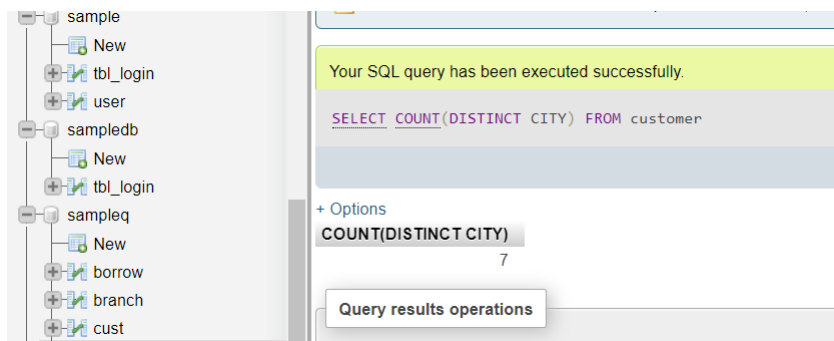 sample
New
tbl_login
user
sampledb
New
tbl_login
sampleq
New
borrow
branch
cust
Your SQL query has been executed successfully.
SELECT COUNT(DISTINCT CITY) FROM customer
+ Options
COUNT(DISTINCT CITY)
7
Query results operations